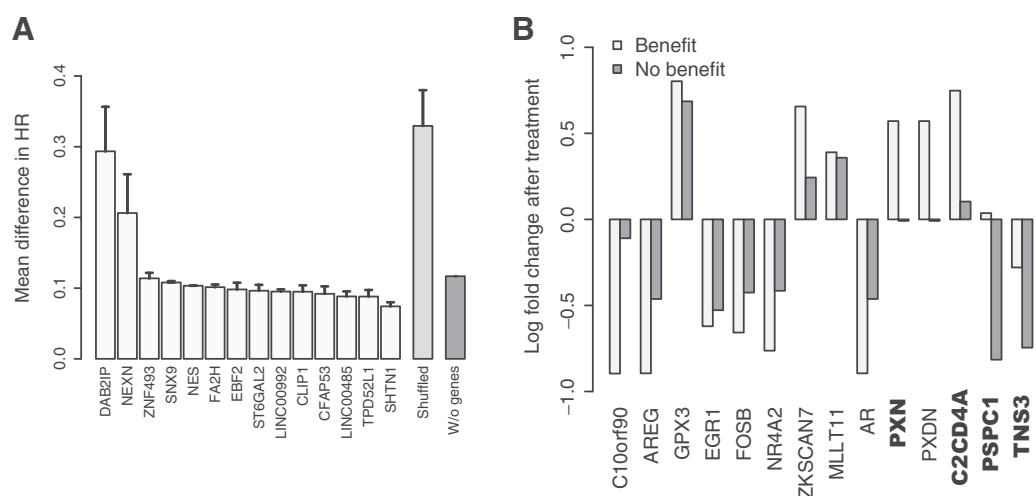 A
Mean difference in HR
0.4
0.3
0.2
0.1
0.0
DAB2IP
NEXN
ZNF493
SNX9
NES
FA2H
EBF2
ST6GAL2
LINC00992
CLIP1
CFAP53
LINC00485
TPD52L1
SHTN1
Shuffled
W/o genes
B
Log fold change after treatment
1.0
0.5
0.0
−0.5
−1.0
Benefit
No benefit
C10orf90
AREG
GPX3
EGR1
FOSB
NR4A2
ZKSCAN7
MLLT11
AR
PXN
PXDN
C2CD4A
PSPC1
TNS3